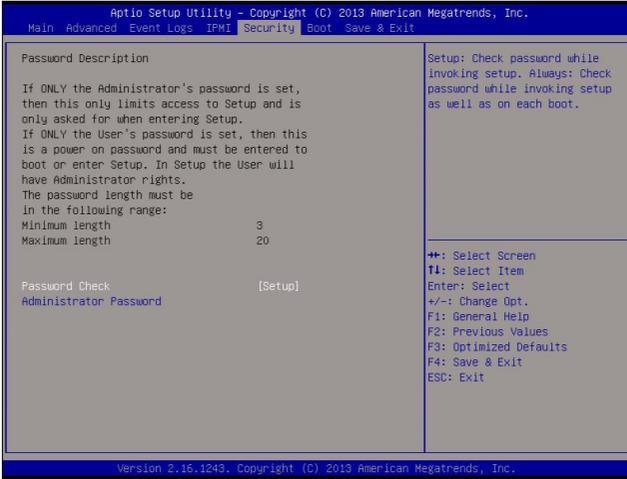 Aptio Setup Utility – Copyright (C) 2013 American Megatrends, Inc.
Main Advanced Event Logs IPMI Security Boot Save & Exit
Password Description
If ONLY the Administrator's password is set,
then this only limits access to Setup and is
only asked for when entering Setup.
If ONLY the User's password is set, then this
is a power on password and must be entered to
boot or enter Setup. In Setup the User will
have Administrator rights.
The password length must be
in the following range:
Minimum length 3
Maximum length 20
Password Check [Setup]
Administrator Password
Setup: Check password while
invoking setup. Always: Check
password while invoking setup
as well as on each boot.
→←: Select Screen
↑↓: Select Item
Enter: Select
+/-: Change Opt.
F1: General Help
F2: Previous Values
F3: Optimized Defaults
F4: Save & Exit
ESC: Exit
Version 2.16.1243. Copyright (C) 2013 American Megatrends, Inc.